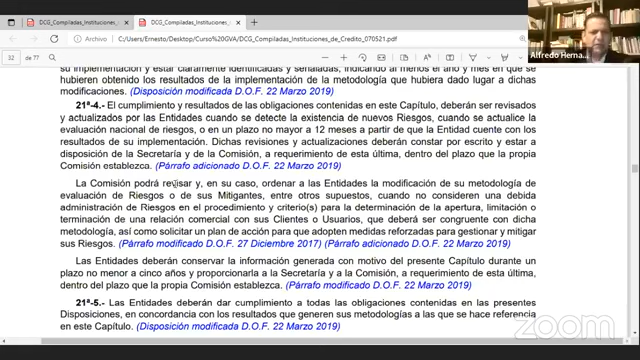 DCG_Compiladas_Instituciones_de
DCG_Compiladas_Instituciones_de
Archivo
C:/Users/Ernesto/Desktop/Curso%20GVA/DCG_Compiladas_Instituciones_de_Credito_070521.pdf
32 de 77
Alfredo Herna...
su implementación y estar claramente identificadas y señaladas, indicando al menos el año y mes en que se
hubieren obtenido los resultados de la implementación de la metodología que hubiera dado lugar a dichas
modificaciones. (Disposición modificada D.O.F. 22 Marzo 2019)
21ª-4.- El cumplimiento y resultados de las obligaciones contenidas en este Capítulo, deberán ser revisados
y actualizados por las Entidades cuando se detecte la existencia de nuevos Riesgos, cuando se actualice la
evaluación nacional de riesgos, o en un plazo no mayor a 12 meses a partir de que la Entidad cuente con los
resultados de su implementación. Dichas revisiones y actualizaciones deberán constar por escrito y estar a
disposición de la Secretaría y de la Comisión, a requerimiento de esta última, dentro del plazo que la propia
Comisión establezca. (Párrafo adicionado D.O.F. 22 Marzo 2019)
La Comisión podrá revisar y, en su caso, ordenar a las Entidades la modificación de su metodología de
evaluación de Riesgos o de sus Mitigantes, entre otros supuestos, cuando no consideren una debida
administración de Riesgos en el procedimiento y criterio(s) para la determinación de la apertura, limitación o
terminación de una relación comercial con sus Clientes o Usuarios, que deberá ser congruente con dicha
metodología, así como solicitar un plan de acción para que adopten medidas reforzadas para gestionar y mitigar
sus Riesgos. (Párrafo modificado D.O.F. 27 Diciembre 2017) (Párrafo adicionado D.O.F. 22 Marzo 2019)
Las Entidades deberán conservar la información generada con motivo del presente Capítulo durante un
plazo no menor a cinco años y proporcionarla a la Secretaría y a la Comisión, a requerimiento de esta última,
dentro del plazo que la propia Comisión establezca. (Párrafo modificado D.O.F. 22 Marzo 2019)
21ª-5.- Las Entidades deberán dar cumplimiento a todas las obligaciones contenidas en las presentes
Disposiciones, en concordancia con los resultados que generen sus metodologías a las que se hace referencia
en este Capítulo. (Disposición modificada D.O.F. 22 Marzo 2019)
zoom